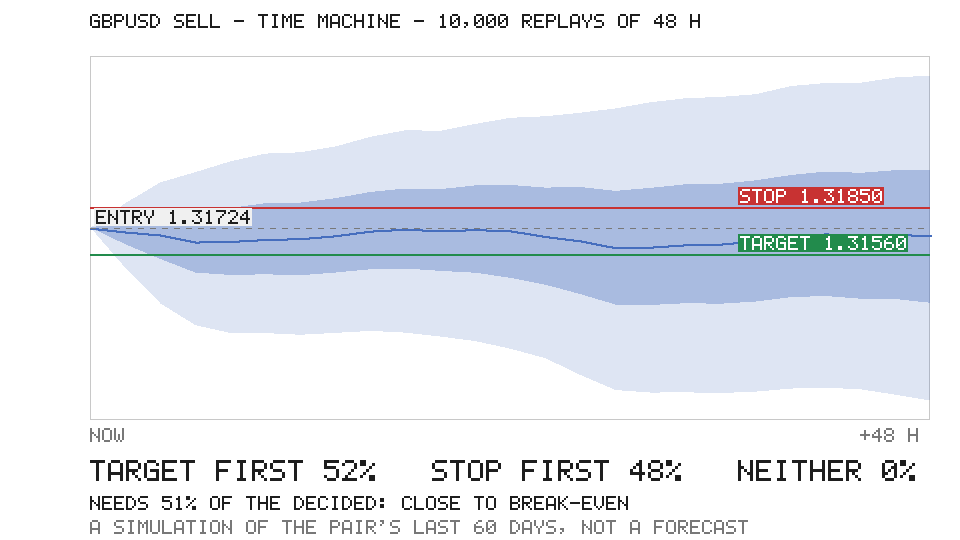 GBPUSD SELL - TIME MACHINE - 10,000 REPLAYS OF 48 H
STOP 1.31850
ENTRY 1.31724
TARGET 1.31560
NOW +48 H
TARGET FIRST 52% STOP FIRST 48% NEITHER 0%
NEEDS 51% OF THE DECIDED: CLOSE TO BREAK-EVEN
A SIMULATION OF THE PAIR'S LAST 60 DAYS, NOT A FORECAST